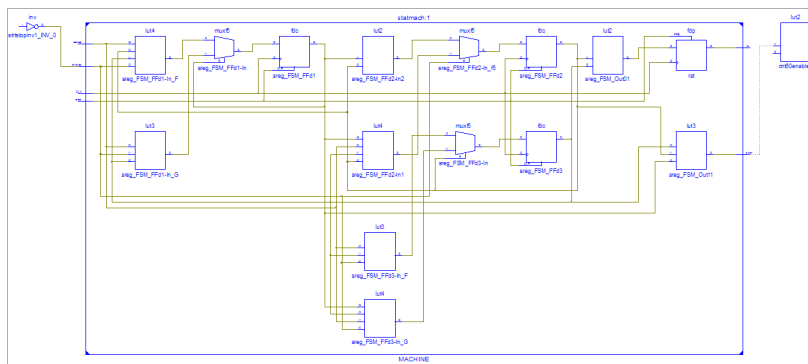 statmach:1
inv
strtstopinv1_INV_0
lut4
sreg_FSM_FFd1-In_F
muxf5
sreg_FSM_FFd1-In
fdc
sreg_FSM_FFd1
lut2
sreg_FSM_FFd2-In2
muxf5
sreg_FSM_FFd2-In_f5
fdc
sreg_FSM_FFd2
lut2
sreg_FSM_Out01
fdp
rst
lut2
cnt60enable
lut3
sreg_FSM_FFd1-In_G
lut4
sreg_FSM_FFd2-In1
muxf5
sreg_FSM_FFd3-In
fdc
sreg_FSM_FFd3
lut3
sreg_FSM_Out11
lut3
sreg_FSM_FFd3-In_F
lut4
sreg_FSM_FFd3-In_G
MACHINE